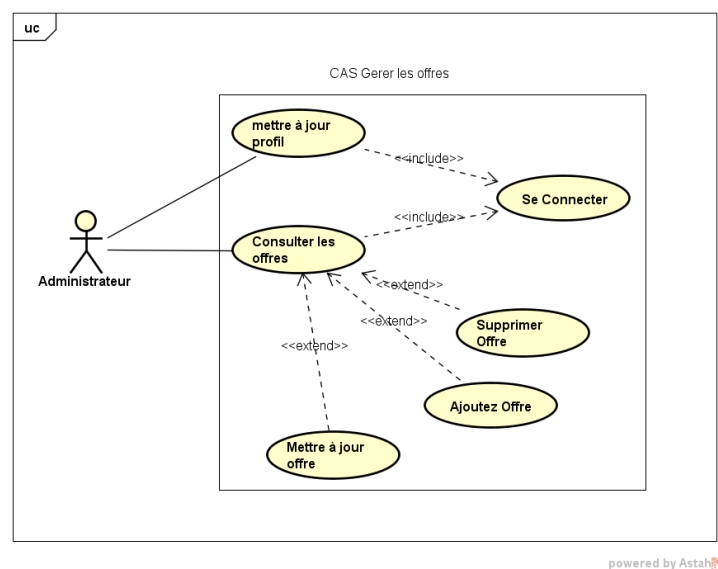 uc
CAS Gerer les offres
mettre à jour
profil
<<include>>
Se Connecter
<<include>>
Consulter les
offres
Administrateur
<<extend>>
<<extend>>
Supprimer
Offre
<<extend>>
Ajoutez Offre
Mettre à jour
offre
powered by Astah